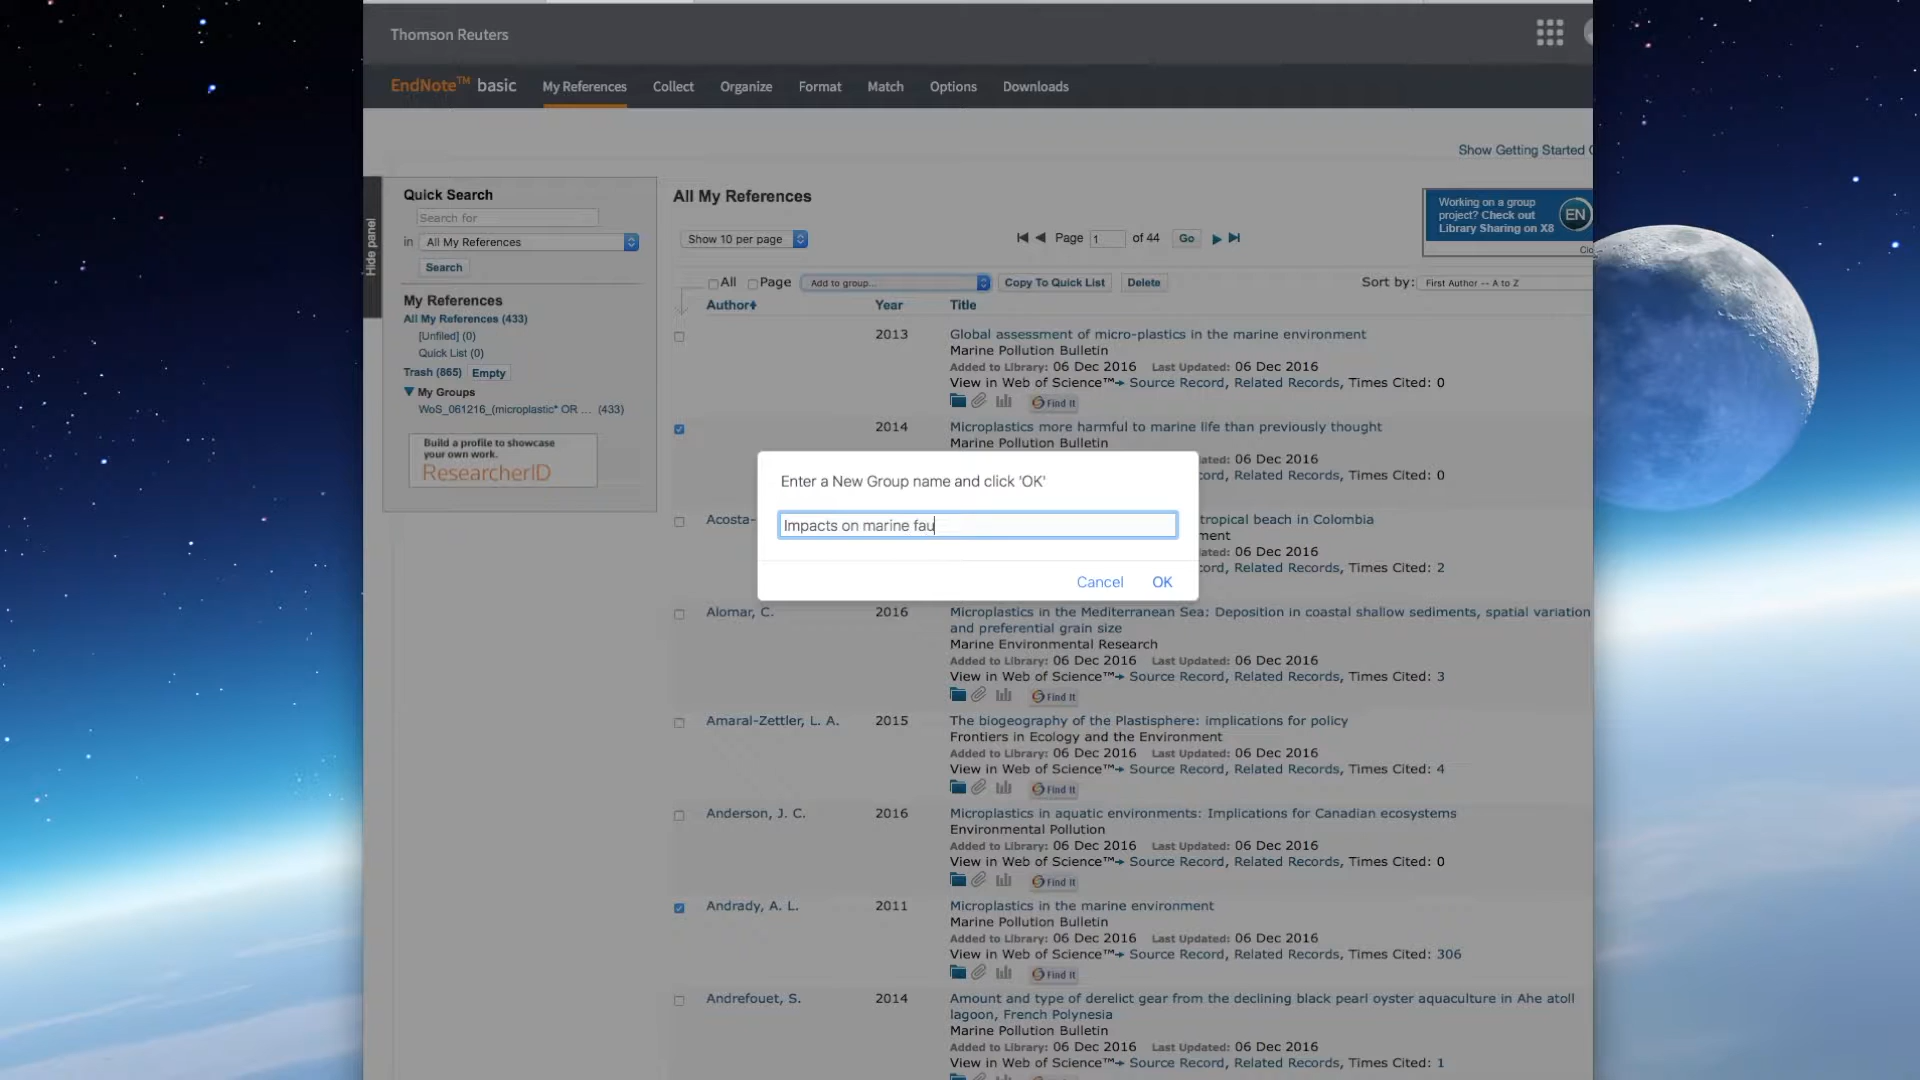 Thomson Reuters
EndNote™ basic My References Collect Organize Format Match Options Downloads
Show Getting Started
Hide panel
Quick Search
Search for
in All My References
Search
My References
All My References (433)
[Unfiled] (0)
Quick List (0)
Trash (865) Empty
My Groups
WoS_061216_(microplastic* OR ... (433)
Build a profile to showcase
your own work.
ResearcherID
All My References
Show 10 per page
Page 1 of 44 Go
Working on a group
project? Check out
Library Sharing on X8
EN
Clo
All Page Add to group... Copy To Quick List Delete Sort by: First Author -- A to Z
Author Year Title
2013 Global assessment of micro-plastics in the marine environment
Marine Pollution Bulletin
Added to Library: 06 Dec 2016 Last Updated: 06 Dec 2016
View in Web of Science™ Source Record, Related Records, Times Cited: 0
Find It
2014 Microplastics more harmful to marine life than previously thought
Marine Pollution Bulletin
ated: 06 Dec 2016
cord, Related Records, Times Cited: 0
Enter a New Group name and click 'OK'
Impacts on marine fau
Cancel OK
Acosta- tropical beach in Colombia
ment
ated: 06 Dec 2016
cord, Related Records, Times Cited: 2
Alomar, C. 2016 Microplastics in the Mediterranean Sea: Deposition in coastal shallow sediments, spatial variation
and preferential grain size
Marine Environmental Research
Added to Library: 06 Dec 2016 Last Updated: 06 Dec 2016
View in Web of Science™ Source Record, Related Records, Times Cited: 3
Find It
Amaral-Zettler, L. A. 2015 The biogeography of the Plastisphere: implications for policy
Frontiers in Ecology and the Environment
Added to Library: 06 Dec 2016 Last Updated: 06 Dec 2016
View in Web of Science™ Source Record, Related Records, Times Cited: 4
Find It
Anderson, J. C. 2016 Microplastics in aquatic environments: Implications for Canadian ecosystems
Environmental Pollution
Added to Library: 06 Dec 2016 Last Updated: 06 Dec 2016
View in Web of Science™ Source Record, Related Records, Times Cited: 0
Find It
Andrady, A. L. 2011 Microplastics in the marine environment
Marine Pollution Bulletin
Added to Library: 06 Dec 2016 Last Updated: 06 Dec 2016
View in Web of Science™ Source Record, Related Records, Times Cited: 306
Find It
Andrefouet, S. 2014 Amount and type of derelict gear from the declining black pearl oyster aquaculture in Ahe atoll
lagoon, French Polynesia
Marine Pollution Bulletin
Added to Library: 06 Dec 2016 Last Updated: 06 Dec 2016
View in Web of Science™ Source Record, Related Records, Times Cited: 1